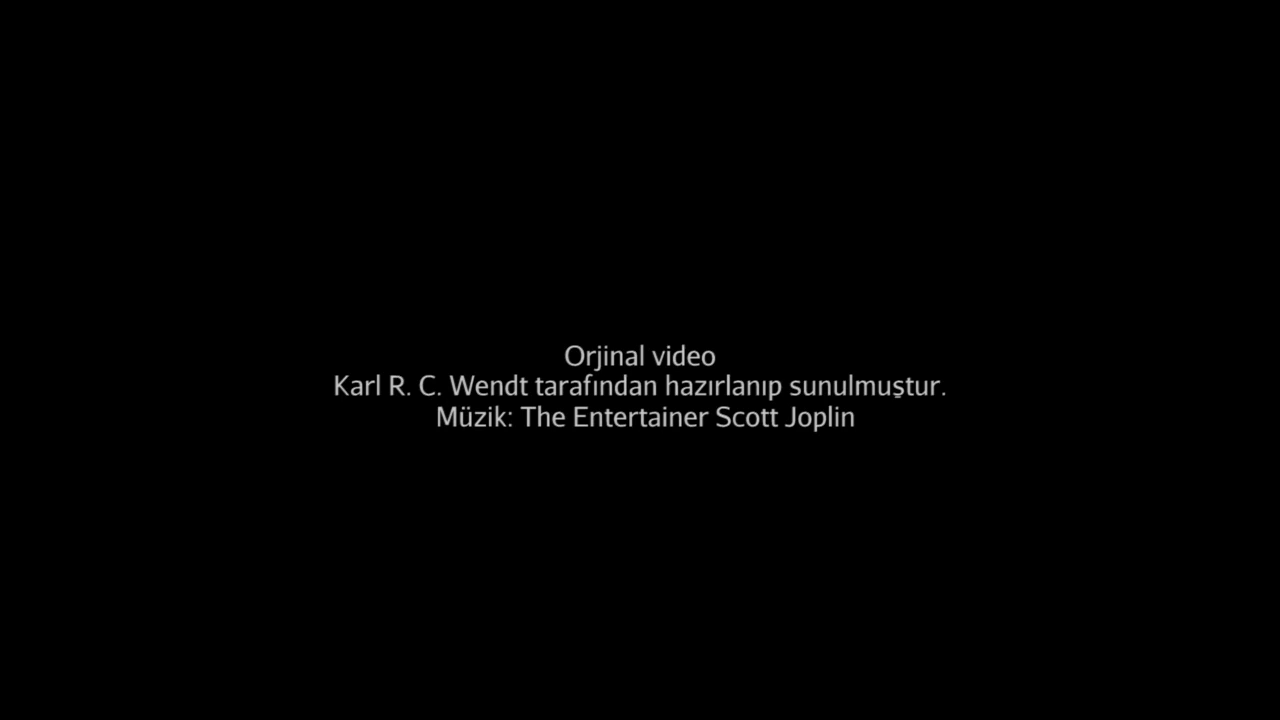 Orjinal video
Karl R. C. Wendt tarafından hazırlanıp sunulmuştur.
Müzik: The Entertainer Scott Joplin